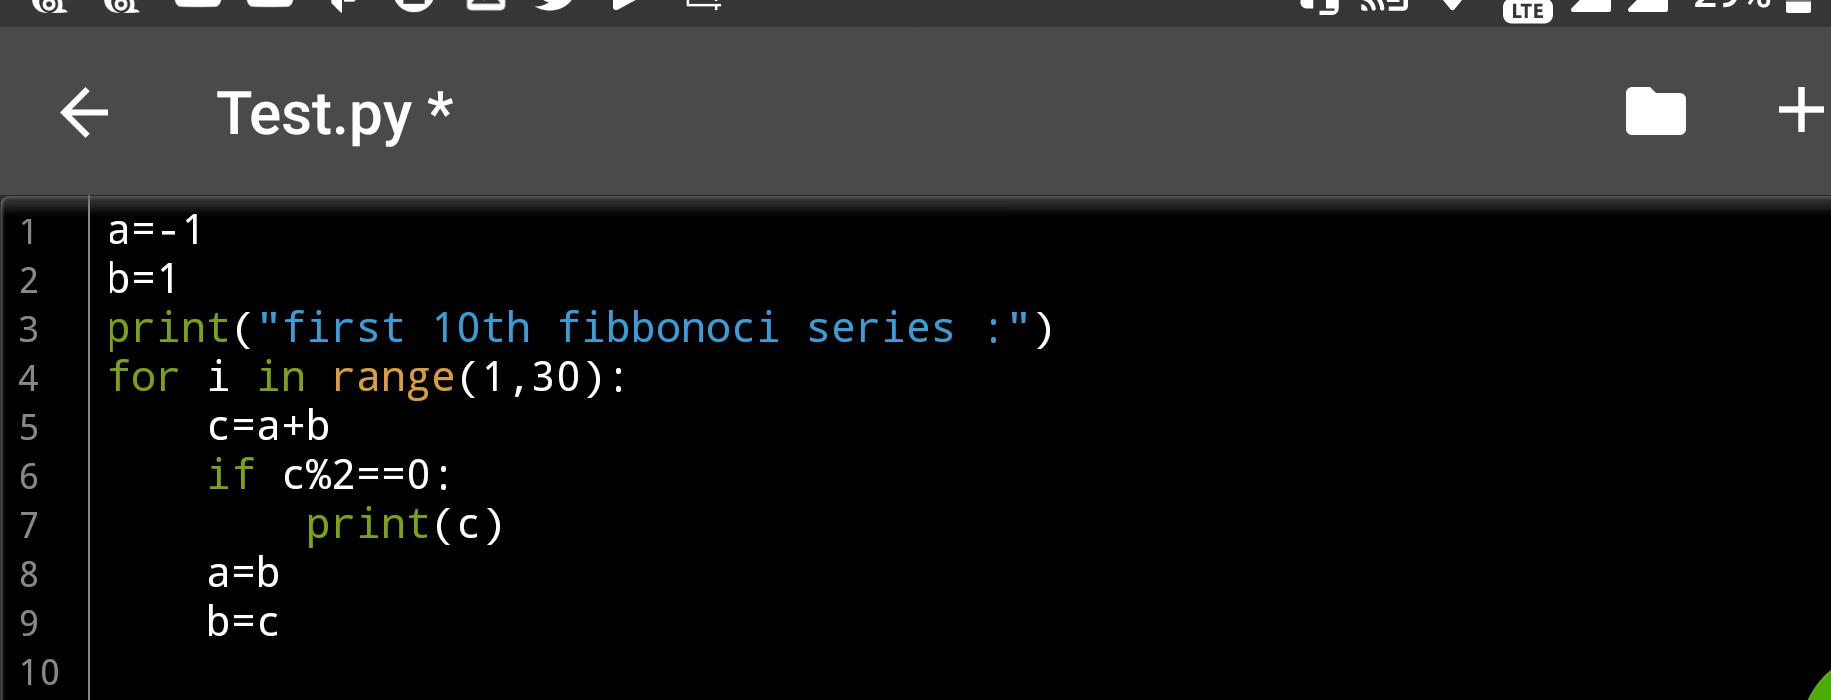 LTE 29%
Test.py *
1 a=-1
2 b=1
3 print("first 10th fibbonoci series :")
4 for i in range(1,30):
5     c=a+b
6     if c%2==0:
7         print(c)
8     a=b
9     b=c
10